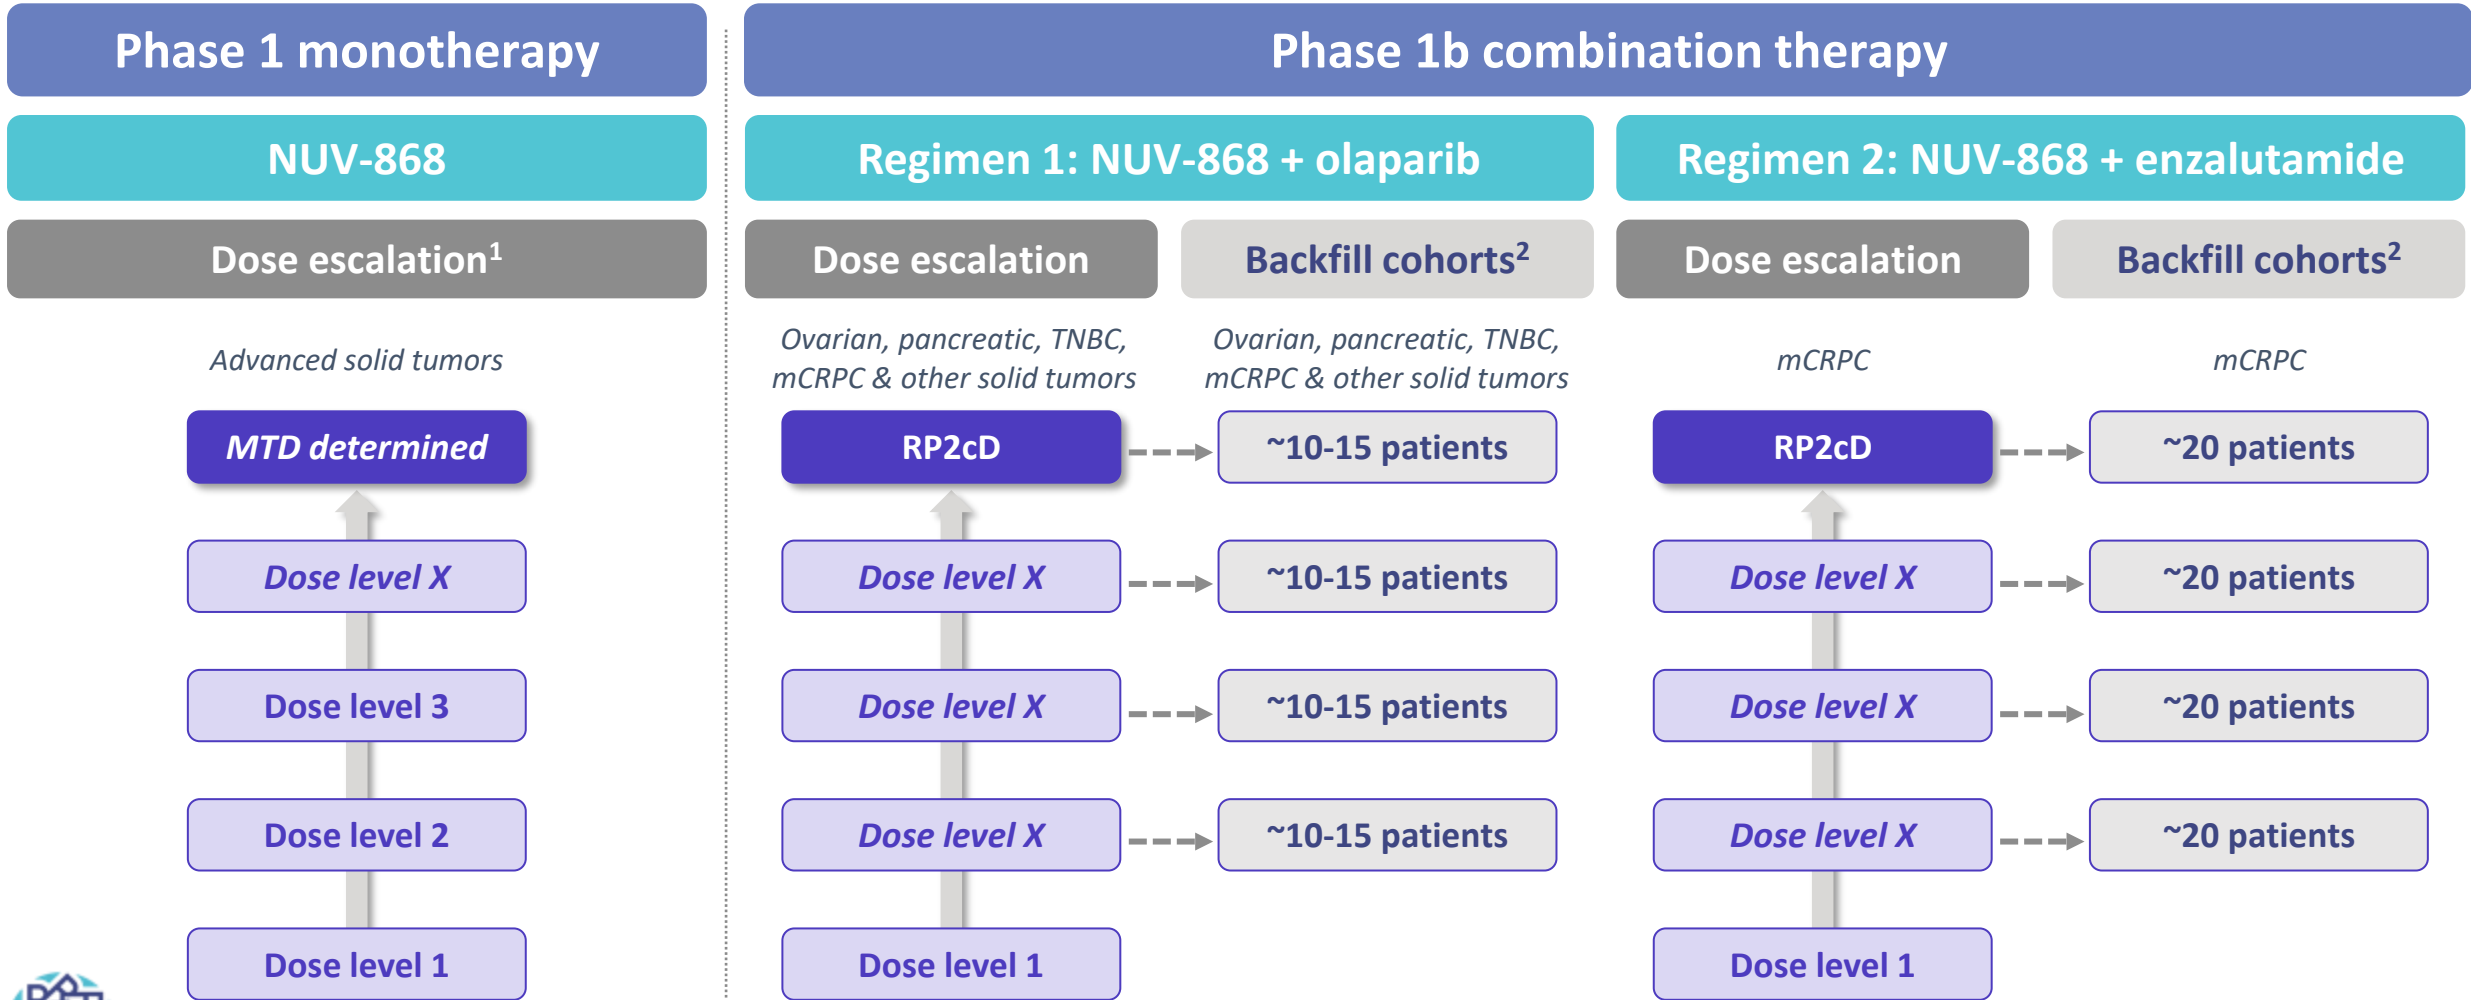 Phase 1 monotherapy
Phase 1b combination therapy
NUV-868
Regimen 1: NUV-868 + olaparib
Regimen 2: NUV-868 + enzalutamide
Dose escalation¹
Dose escalation
Backfill cohorts²
Dose escalation
Backfill cohorts²
Advanced solid tumors
Ovarian, pancreatic, TNBC,
mCRPC & other solid tumors
Ovarian, pancreatic, TNBC,
mCRPC & other solid tumors
mCRPC
mCRPC
MTD determined
RP2cD
~10-15 patients
RP2cD
~20 patients
Dose level X
Dose level X
~10-15 patients
Dose level X
~20 patients
Dose level 3
Dose level X
~10-15 patients
Dose level X
~20 patients
Dose level 2
Dose level X
~10-15 patients
Dose level X
~20 patients
Dose level 1
Dose level 1
Dose level 1